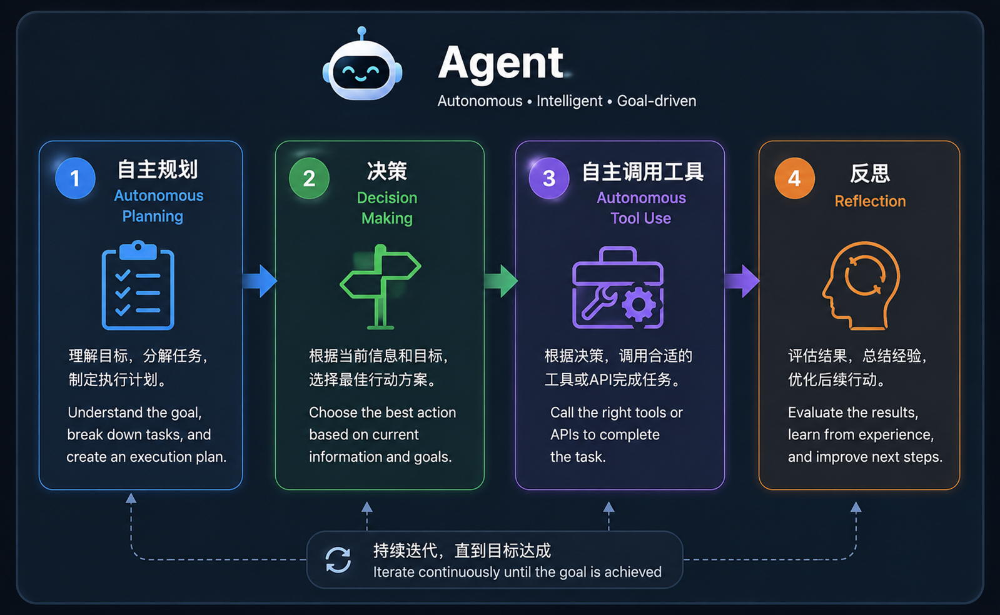 Agent
Autonomous • Intelligent • Goal-driven
1
自主规划
Autonomous
Planning
理解目标，分解任务，
制定执行计划。
Understand the goal,
break down tasks, and
create an execution plan.
2
决策
Decision
Making
根据当前信息和目标，
选择最佳行动方案。
Choose the best action
based on current
information and goals.
3
自主调用工具
Autonomous
Tool Use
根据决策，调用合适的
工具或API完成任务。
Call the right tools or
APIs to complete
the task.
4
反思
Reflection
评估结果，总结经验，
优化后续行动。
Evaluate the results,
learn from experience,
and improve next steps.
持续迭代，直到目标达成
Iterate continuously until the goal is achieved